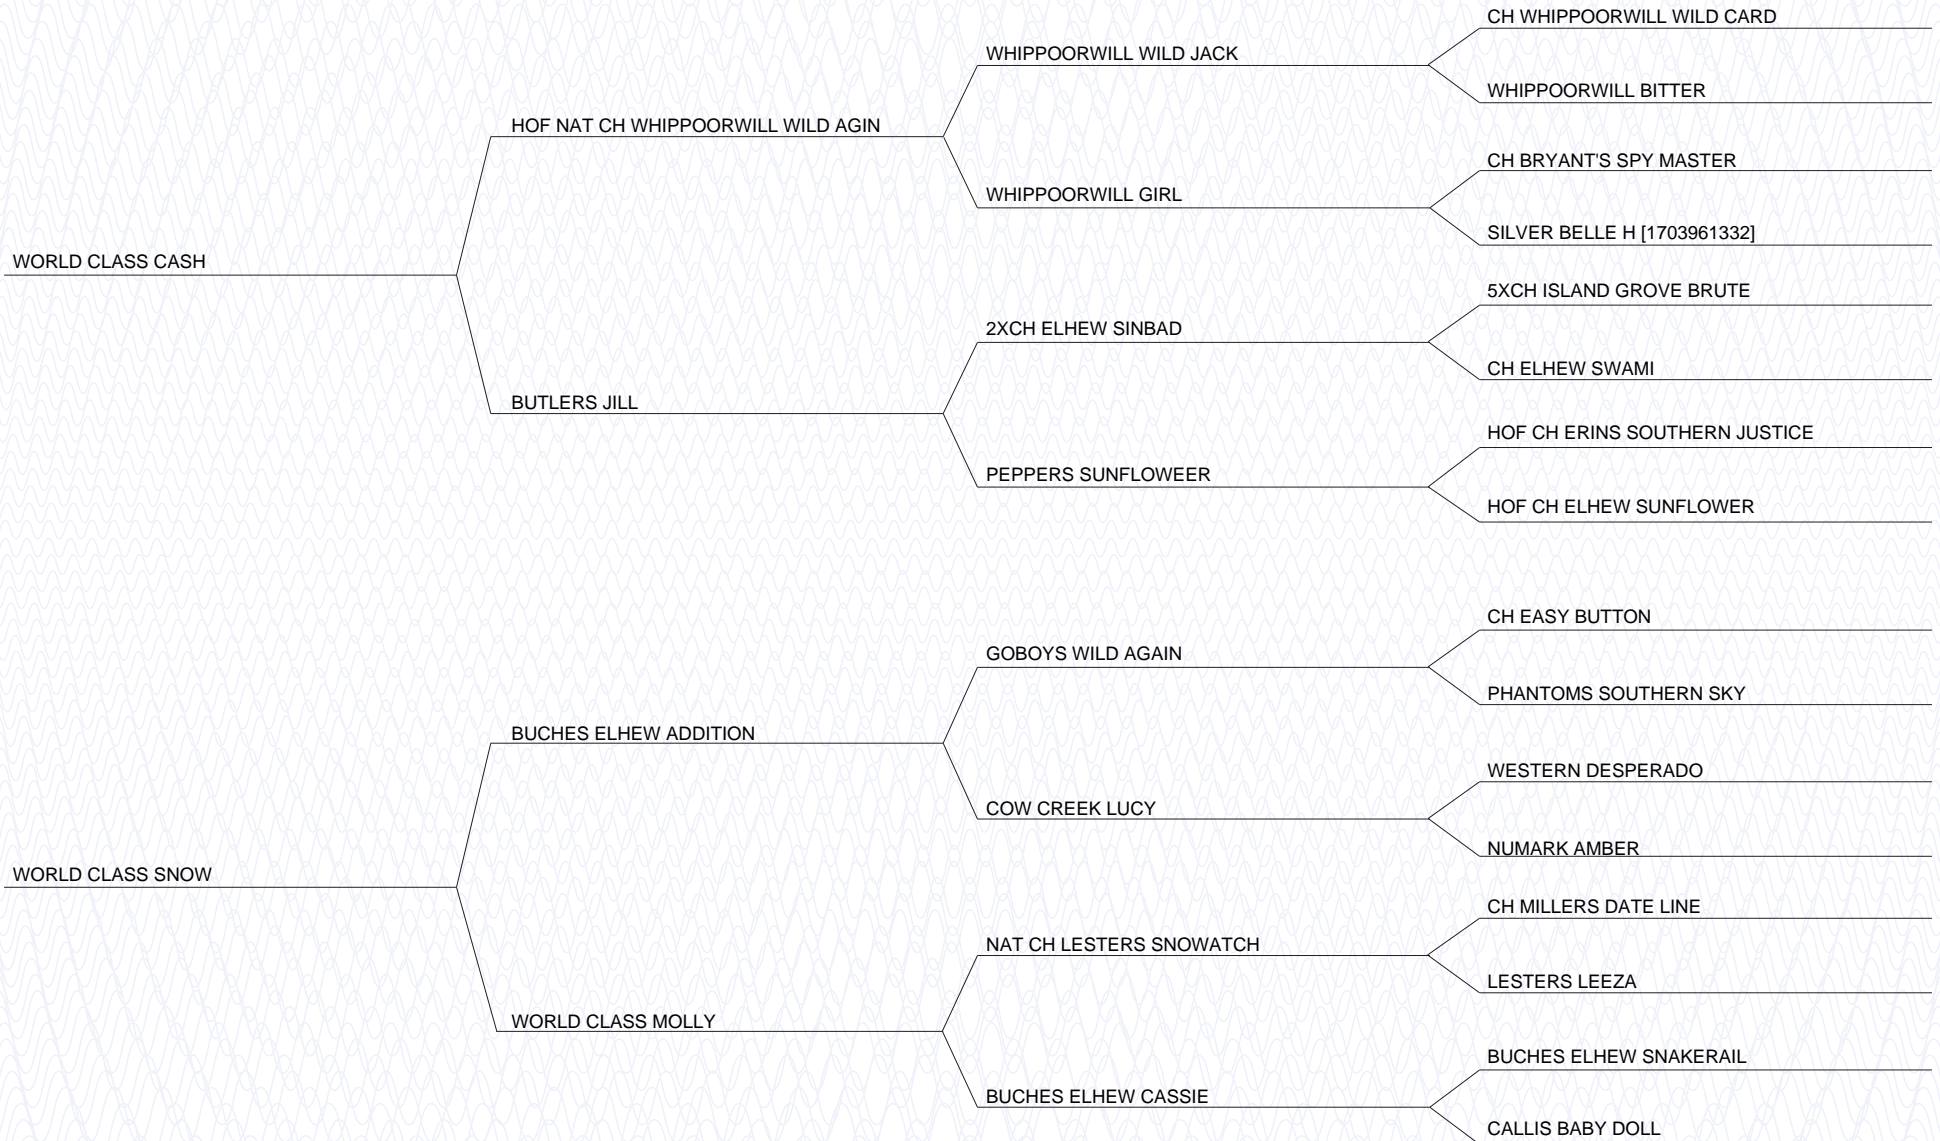 CH WHIPPOORWILL WILD CARD
WHIPPOORWILL WILD JACK
WHIPPOORWILL BITTER
HOF NAT CH WHIPPOORWILL WILD AGIN
CH BRYANT'S SPY MASTER
WHIPPOORWILL GIRL
SILVER BELLE H [1703961332]
WORLD CLASS CASH
5XCH ISLAND GROVE BRUTE
2XCH ELHEW SINBAD
CH ELHEW SWAMI
BUTLERS JILL
HOF CH ERINS SOUTHERN JUSTICE
PEPPERS SUNFLOWEER
HOF CH ELHEW SUNFLOWER
CH EASY BUTTON
GOBOYS WILD AGAIN
PHANTOMS SOUTHERN SKY
BUCHES ELHEW ADDITION
WESTERN DESPERADO
COW CREEK LUCY
NUMARK AMBER
WORLD CLASS SNOW
CH MILLERS DATE LINE
NAT CH LESTERS SNOWATCH
LESTERS LEEZA
WORLD CLASS MOLLY
BUCHES ELHEW SNAKERAIL
BUCHES ELHEW CASSIE
CALLIS BABY DOLL